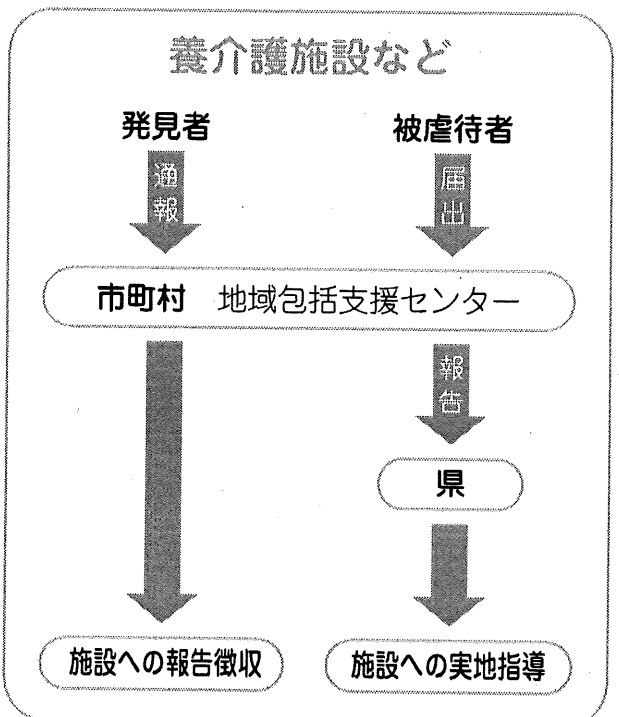 養介護施設など
発見者 被虐待者
通報 届出
市町村 地域包括支援センター
報告
県
施設への報告徴収 施設への実地指導